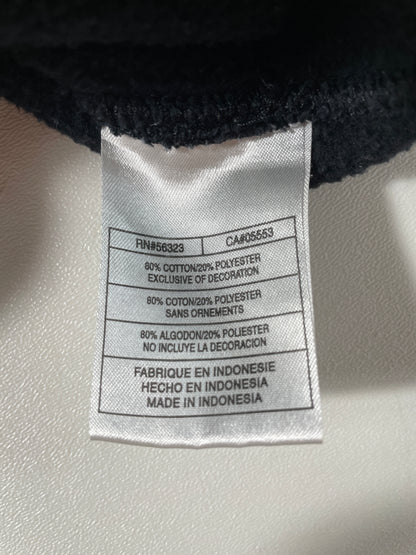 RN#56323 CA#05553
80% COTTON/20% POLYESTER
EXCLUSIVE OF DECORATION
80% COTON/20% POLYESTER
SANS ORNEMENTS
80% ALGODON/20% POLIESTER
NO INCLUYE LA DECORACION
FABRIQUE EN INDONESIE
HECHO EN INDONESIA
MADE IN INDONESIA